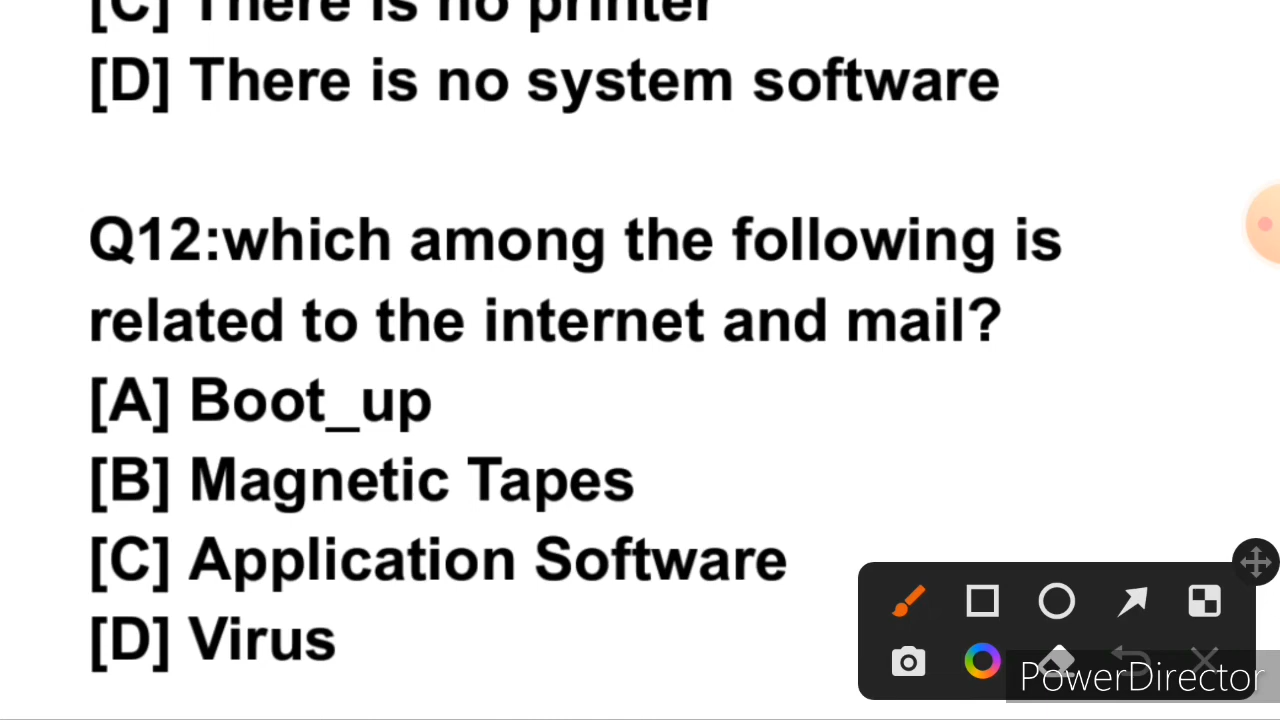 [C] There is no printer
[D] There is no system software
Q12:which among the following is
related to the internet and mail?
[A] Boot_up
[B] Magnetic Tapes
[C] Application Software
[D] Virus
PowerDirector